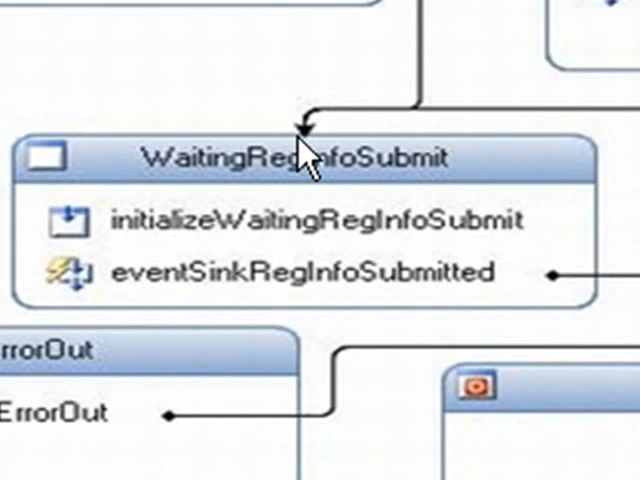 WaitingRegInfoSubmit
initializeWaitingRegInfoSubmit
eventSinkRegInfoSubmitted
rrorOut
ErrorOut